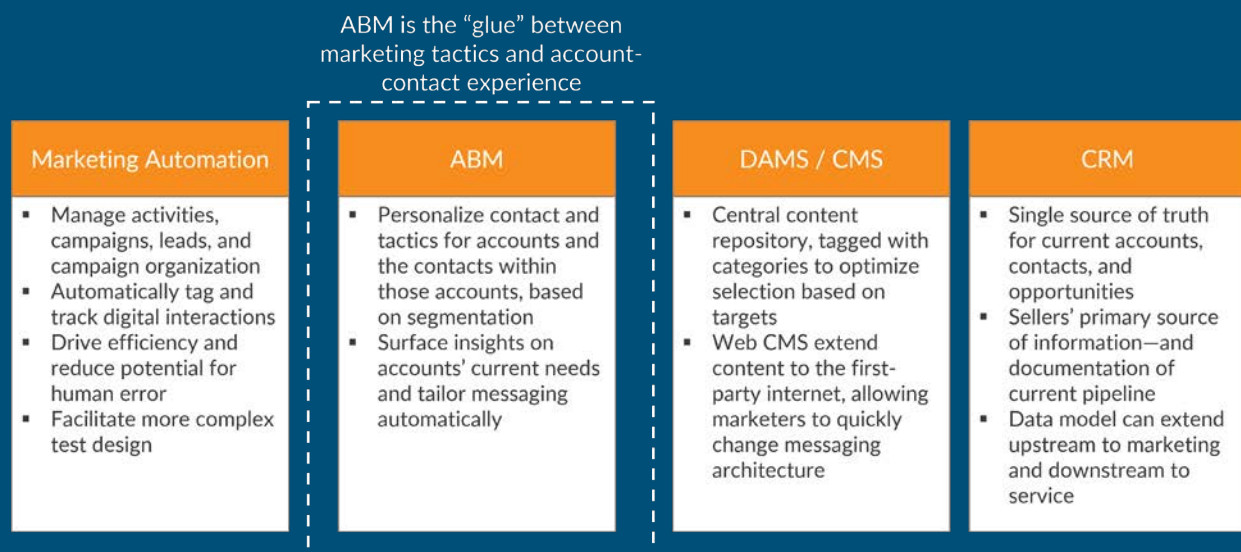 ABM is the “glue” between
marketing tactics and account-
contact experience
Marketing Automation
▪ Manage activities,
campaigns, leads, and
campaign organization
▪ Automatically tag and
track digital interactions
▪ Drive efficiency and
reduce potential for
human error
▪ Facilitate more complex
test design
ABM
▪ Personalize contact and
tactics for accounts and
the contacts within
those accounts, based
on segmentation
▪ Surface insights on
accounts’ current needs
and tailor messaging
automatically
DAMS / CMS
▪ Central content
repository, tagged with
categories to optimize
selection based on
targets
▪ Web CMS extend
content to the first-
party internet, allowing
marketers to quickly
change messaging
architecture
CRM
▪ Single source of truth
for current accounts,
contacts, and
opportunities
▪ Sellers’ primary source
of information—and
documentation of
current pipeline
▪ Data model can extend
upstream to marketing
and downstream to
service